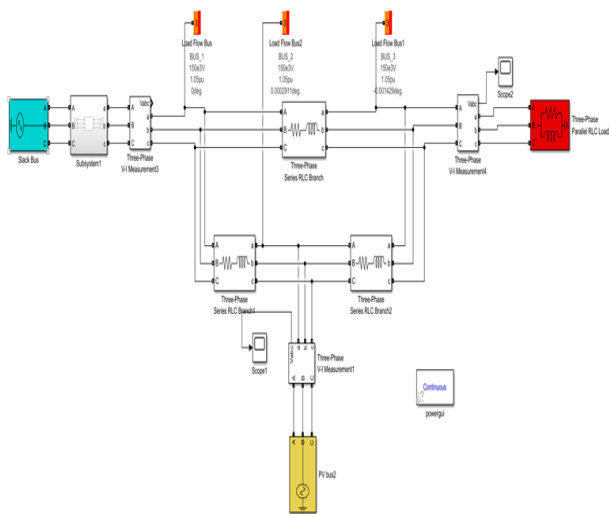 Load Flow Bus
BUS_1
150e3V
1.05pu
0deg.
Load Flow Bus2
BUS_2
150e3V
1.05pu
0.0002911deg.
Load Flow Bus1
BUS_3
150e3V
1.05pu
-0.001429deg.
Slack Bus
A
B
C
Subsystem1
A
B
C
a
b
c
Three-Phase
V-I Measurement3
Vabc
A
B
C
a
b
c
Three-Phase
Series RLC Branch
A
B
C
a
b
c
Three-Phase
V-I Measurement4
Vabc
A
B
C
a
b
c
Scope2
Three-Phase
Parallel RLC Load
A
B
C
Three-Phase
Series RLC Branch1
A
B
C
a
b
c
Three-Phase
Series RLC Branch2
A
B
C
a
b
c
Scope1
Three-Phase
V-I Measurement1
Vabc
a
b
c
A
B
C
Continuous
powergui
A
B
C
PV bus2